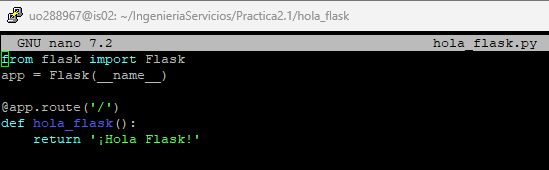 uo288967@is02: ~/IngenieriaServicios/Practica2.1/hola_flask
GNU nano 7.2 hola_flask.py
from flask import Flask
app = Flask(__name__)
@app.route('/')
def hola_flask():
    return '¡Hola Flask!'